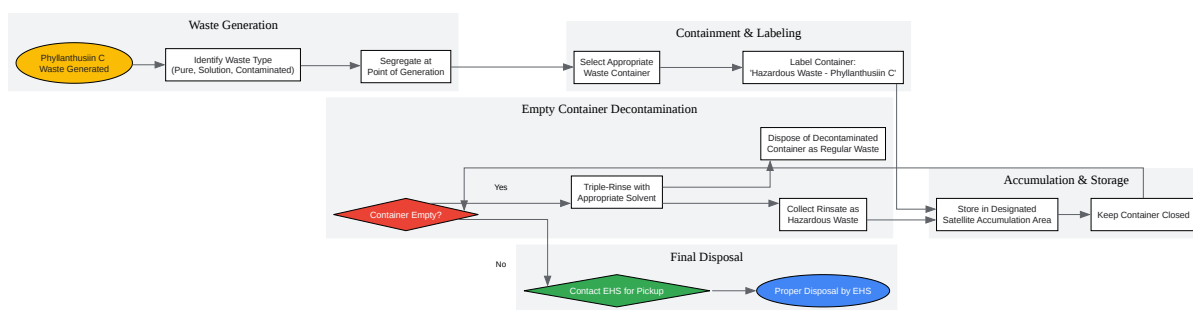 Waste Generation
Phyllanthusiin C
Waste Generated
Identify Waste Type
(Pure, Solution, Contaminated)
Segregate at
Point of Generation
Containment & Labeling
Select Appropriate
Waste Container
Label Container:
'Hazardous Waste - Phyllanthusiin C'
Empty Container Decontamination
Dispose of Decontaminated
Container as Regular Waste
Yes
Triple-Rinse with
Appropriate Solvent
Container Empty?
Collect Rinsate as
Hazardous Waste
Accumulation & Storage
Store in Designated
Satellite Accumulation Area
Keep Container Closed
No
Final Disposal
Contact EHS for Pickup
Proper Disposal by EHS